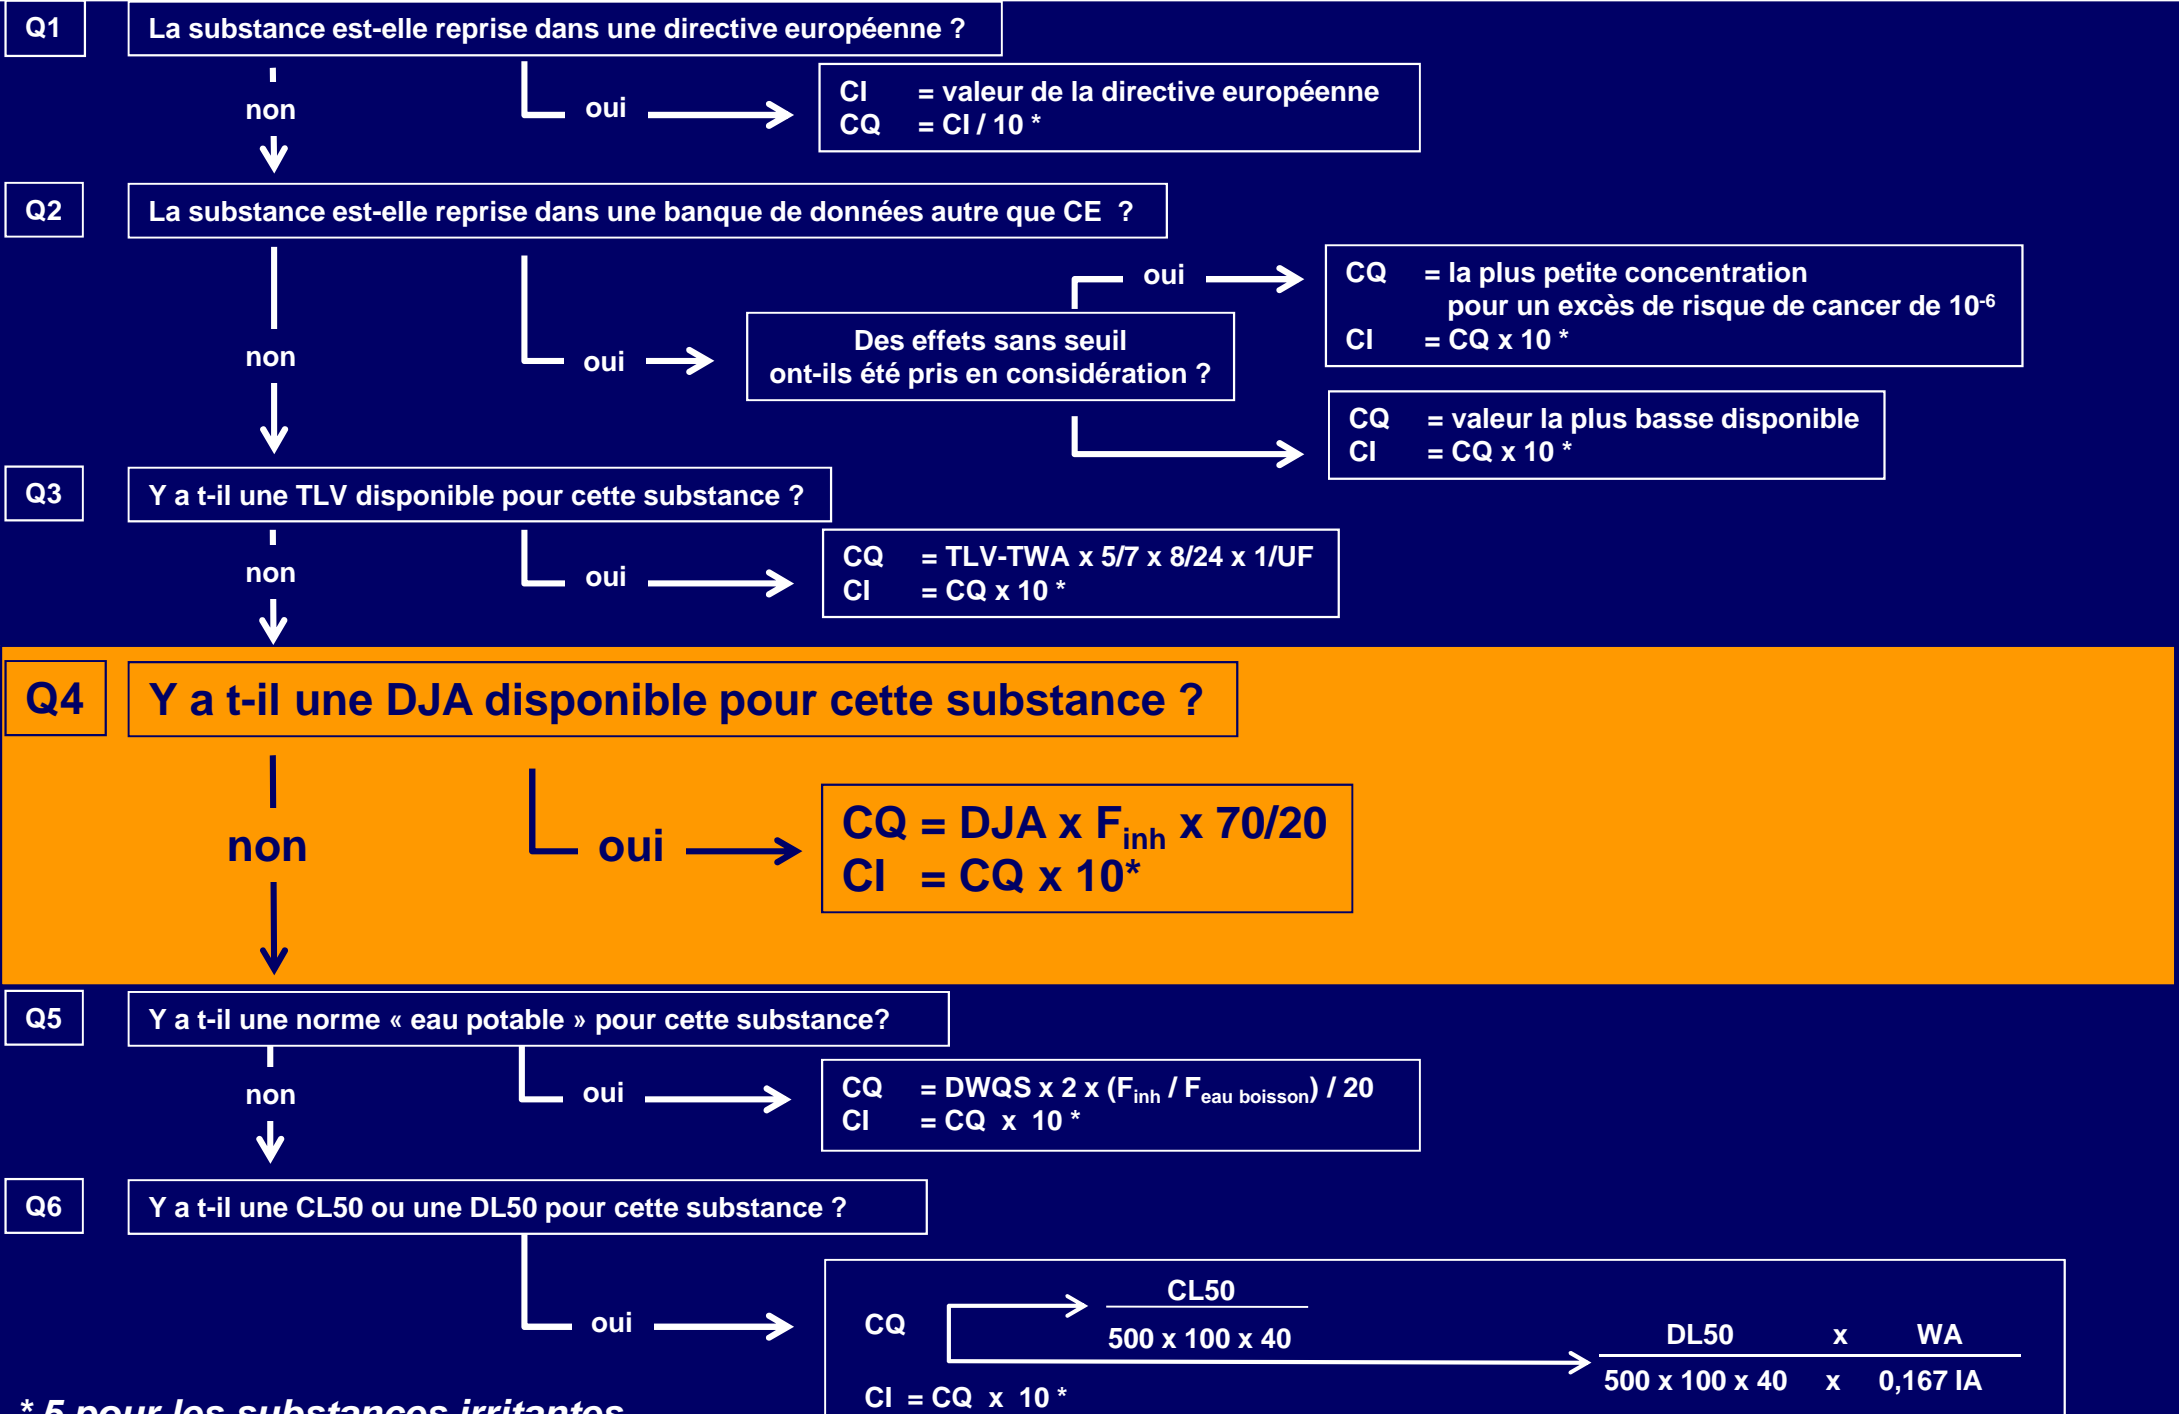 Q1 La substance est-elle reprise dans une directive européenne ?
non
oui
CI = valeur de la directive européenne
CQ = CI / 10 *
Q2 La substance est-elle reprise dans une banque de données autre que CE ?
non
oui
Des effets sans seuil
ont-ils été pris en considération ?
oui
CQ = la plus petite concentration
pour un excès de risque de cancer de 10⁻⁶
CI = CQ x 10 *
CQ = valeur la plus basse disponible
CI = CQ x 10 *
Q3 Y a t-il une TLV disponible pour cette substance ?
non
oui
CQ = TLV-TWA x 5/7 x 8/24 x 1/UF
CI = CQ x 10 *
Q4 Y a t-il une DJA disponible pour cette substance ?
non
oui
CQ = DJA x Finh x 70/20
CI = CQ x 10*
Q5 Y a t-il une norme « eau potable » pour cette substance?
non
oui
CQ = DWQS x 2 x (Finh / Feau boisson) / 20
CI = CQ x 10 *
Q6 Y a t-il une CL50 ou une DL50 pour cette substance ?
oui
CQ
CL50
500 x 100 x 40
DL50 x WA
500 x 100 x 40 x 0,167 IA
CI = CQ x 10 *
* 5 pour les substances irritantes